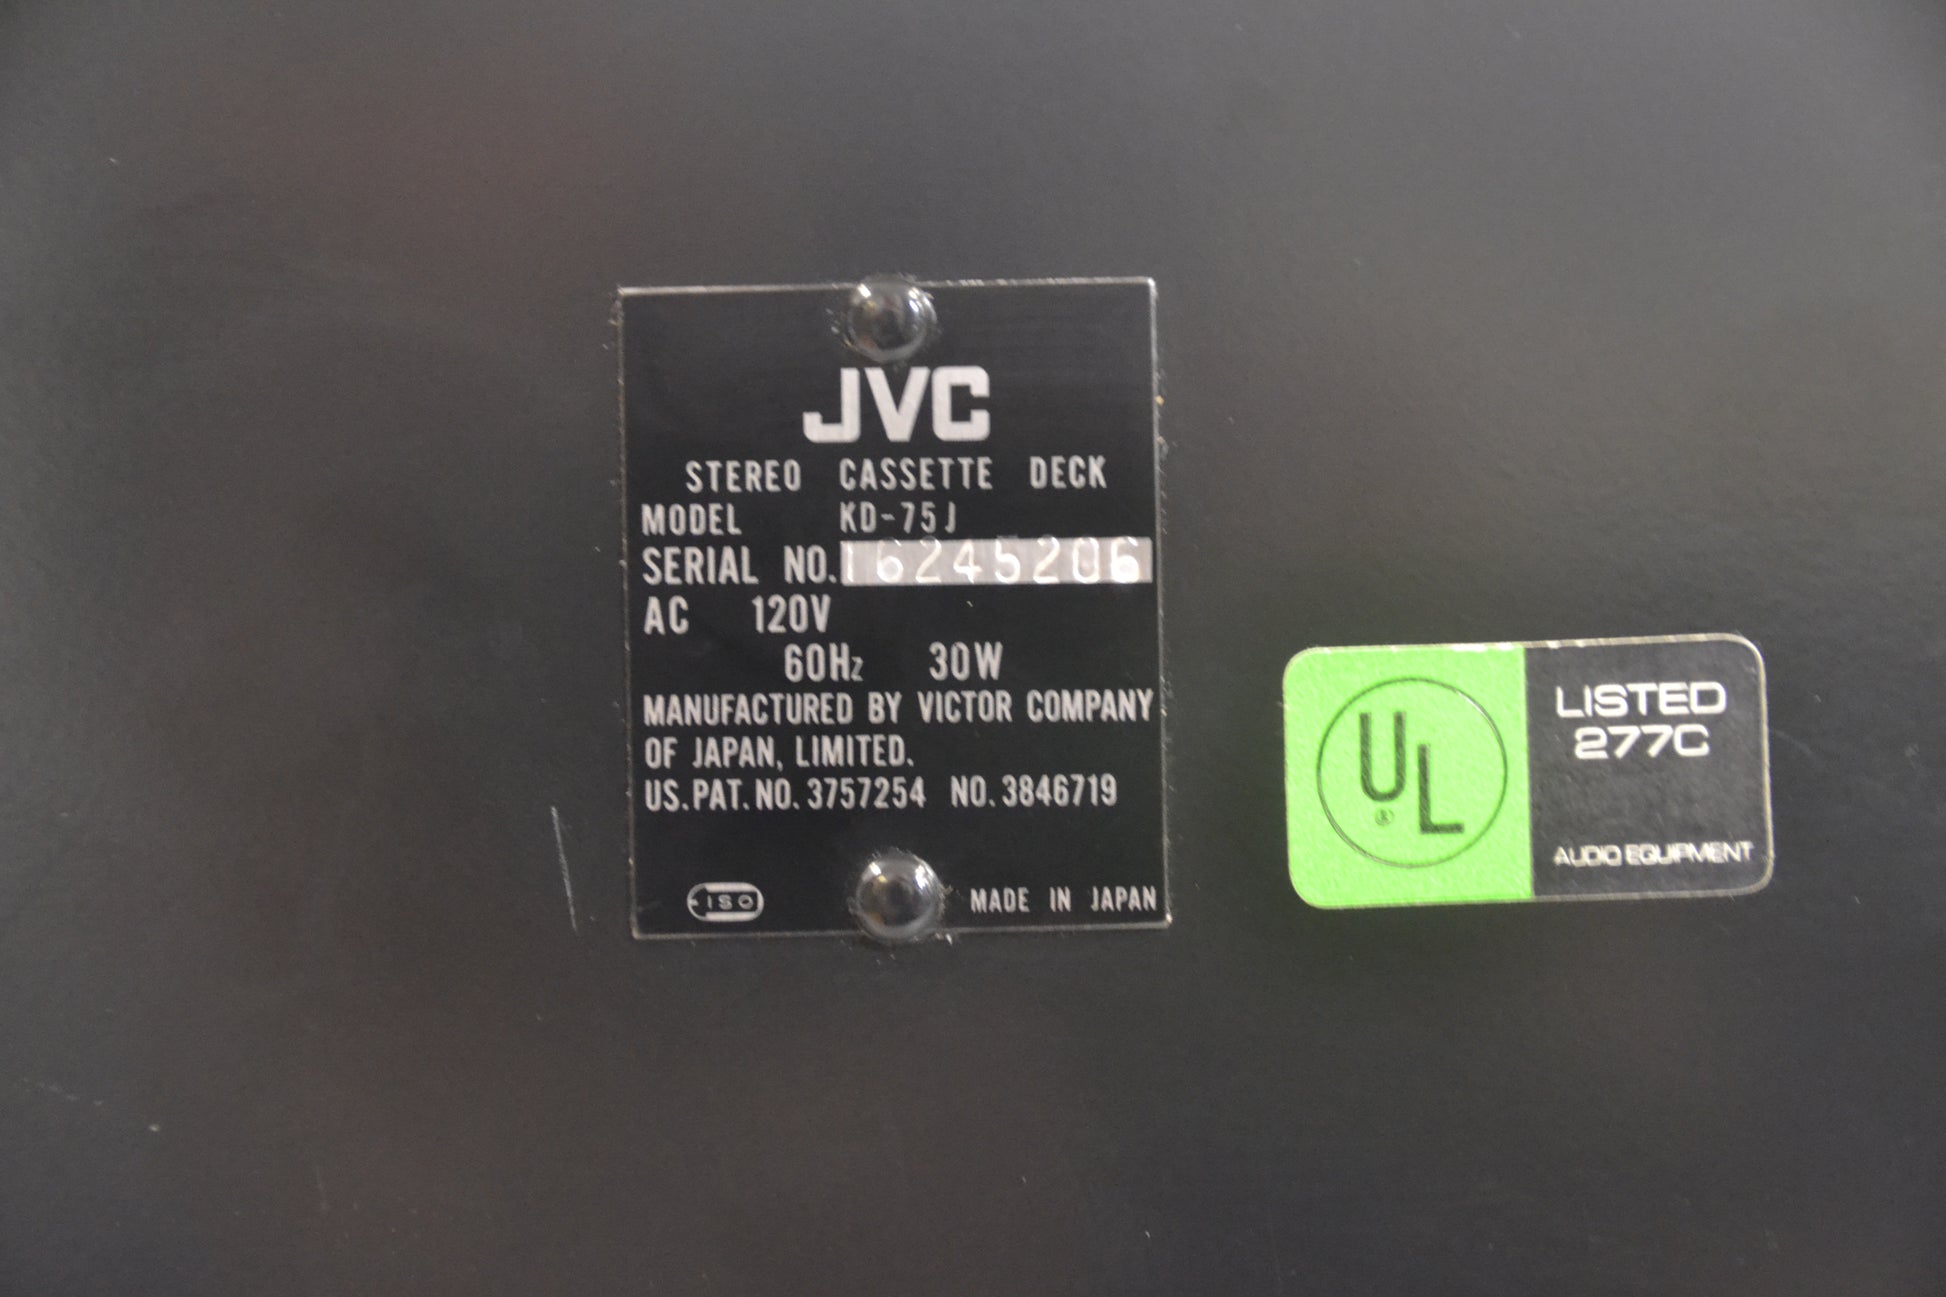 JVC
STEREO CASSETTE DECK
MODEL KD-75J
SERIAL NO. 16245206
AC 120V
60Hz 30W
MANUFACTURED BY VICTOR COMPANY
OF JAPAN, LIMITED.
US.PAT.NO. 3757254 NO. 3846719
ISO
MADE IN JAPAN
UL
®
LISTED
277C
AUDIO EQUIPMENT